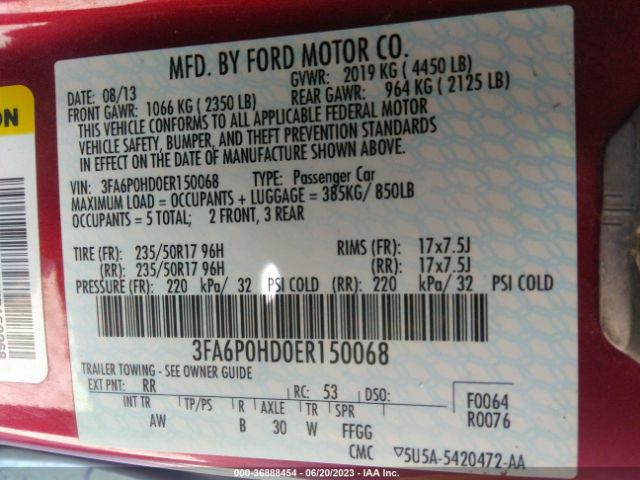 MFD. BY FORD MOTOR CO.
DATE: 08/13 GVWR: 2019 KG ( 4450 LB)
FRONT GAWR: 1066 KG ( 2350 LB) REAR GAWR: 964 KG ( 2125 LB)
THIS VEHICLE CONFORMS TO ALL APPLICABLE FEDERAL MOTOR
VEHICLE SAFETY, BUMPER, AND THEFT PREVENTION STANDARDS
IN EFFECT ON THE DATE OF MANUFACTURE SHOWN ABOVE.
VIN: 3FA6P0HD0ER150068 TYPE: Passenger Car
MAXIMUM LOAD = OCCUPANTS + LUGGAGE = 385KG/ 850LB
OCCUPANTS = 5 TOTAL; 2 FRONT, 3 REAR
TIRE (FR): 235/50R17 96H RIMS (FR): 17x7.5J
(RR): 235/50R17 96H (RR): 17x7.5J
PRESSURE (FR): 220 kPa/ 32 PSI COLD (RR): 220 kPa/ 32 PSI COLD
3FA6P0HD0ER150068
TRAILER TOWING - SEE OWNER GUIDE
EXT PNT: RR RC: 53 DSO: F0064
INT TR TP/PS R AXLE TR SPR R0076
AW B 30 W FFGG
CMC ▽5U5A-5420472-AA
000-36888454 - 06/20/2023 - IAA Inc.